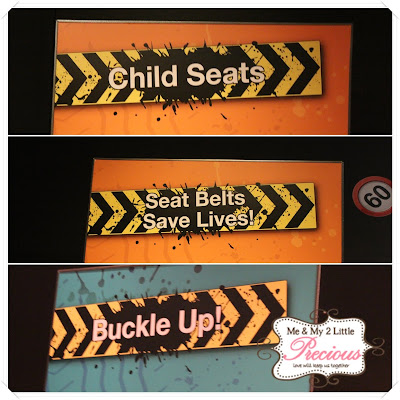 Child Seats
Seat Belts
Save Lives!
60
Buckle Up!
Me & My 2 Little
Precious
love will keep us together